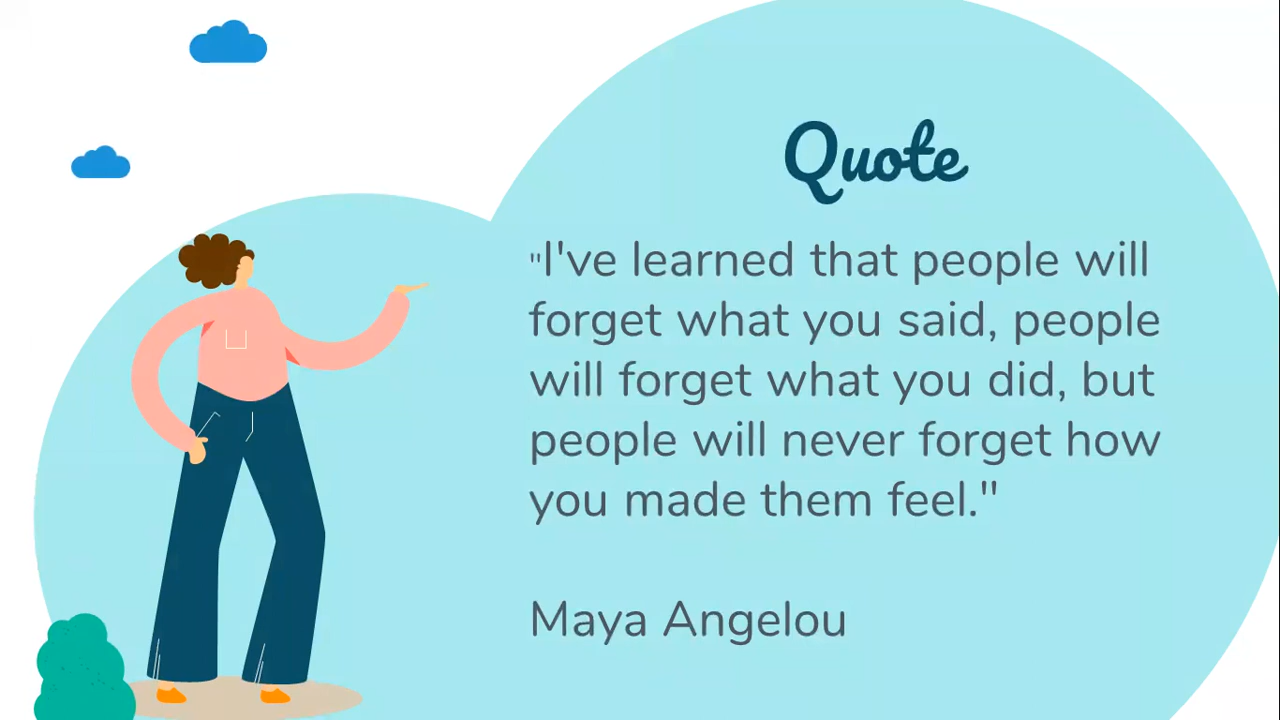 Quote
"I've learned that people will
forget what you said, people
will forget what you did, but
people will never forget how
you made them feel."
Maya Angelou